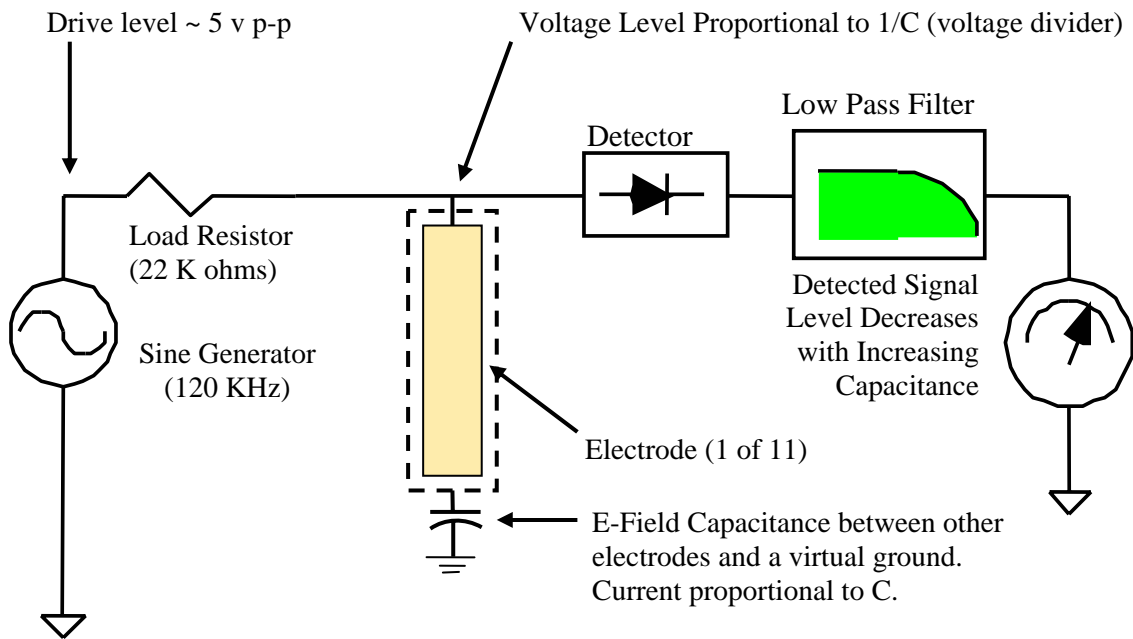 Drive level ~ 5 v p-p
Voltage Level Proportional to 1/C (voltage divider)
Low Pass Filter
Detector
Load Resistor
(22 K ohms)
Sine Generator
(120 KHz)
Detected Signal
Level Decreases
with Increasing
Capacitance
Electrode (1 of 11)
E-Field Capacitance between other
electrodes and a virtual ground.
Current proportional to C.